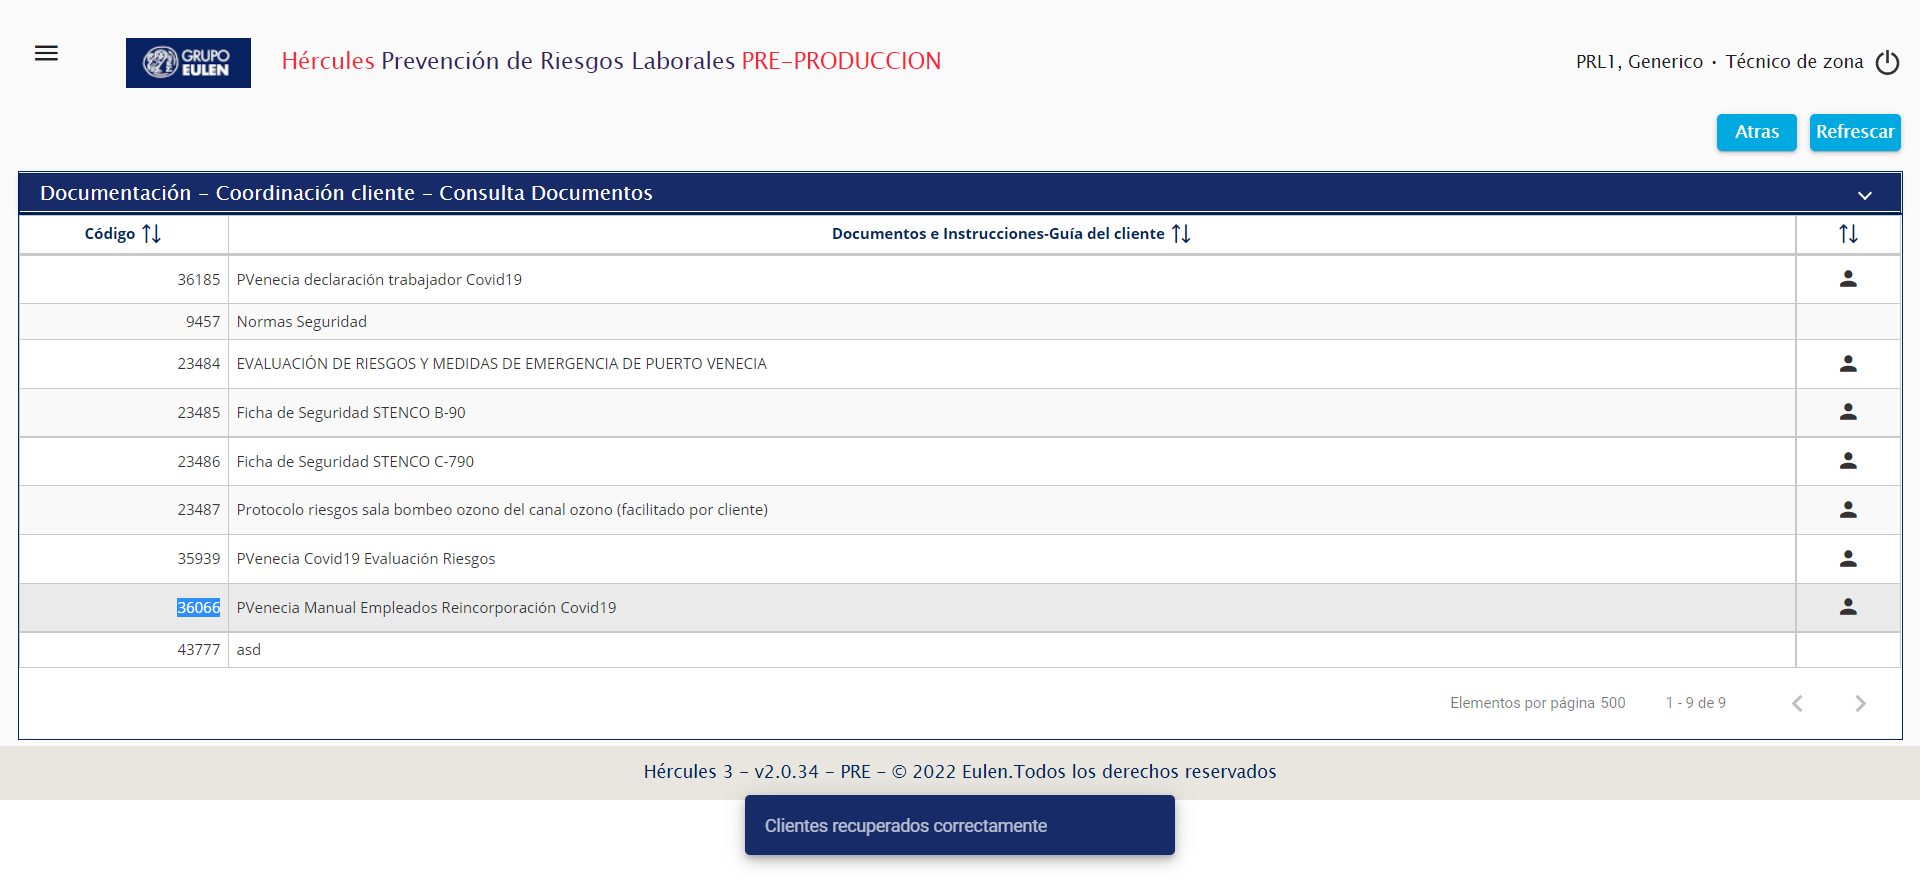 GRUPO
EULEN
Hércules Prevención de Riesgos Laborales PRE-PRODUCCION
PRL1, Generico · Técnico de zona
Atras
Refrescar
Documentación - Coordinación cliente - Consulta Documentos
Código
Documentos e Instrucciones-Guía del cliente
36185 PVenecia declaración trabajador Covid19
9457 Normas Seguridad
23484 EVALUACIÓN DE RIESGOS Y MEDIDAS DE EMERGENCIA DE PUERTO VENECIA
23485 Ficha de Seguridad STENCO B-90
23486 Ficha de Seguridad STENCO C-790
23487 Protocolo riesgos sala bombeo ozono del canal ozono (facilitado por cliente)
35939 PVenecia Covid19 Evaluación Riesgos
36066 PVenecia Manual Empleados Reincorporación Covid19
43777 asd
Elementos por página 500 1 - 9 de 9
Hércules 3 - v2.0.34 - PRE - © 2022 Eulen.Todos los derechos reservados
Clientes recuperados correctamente